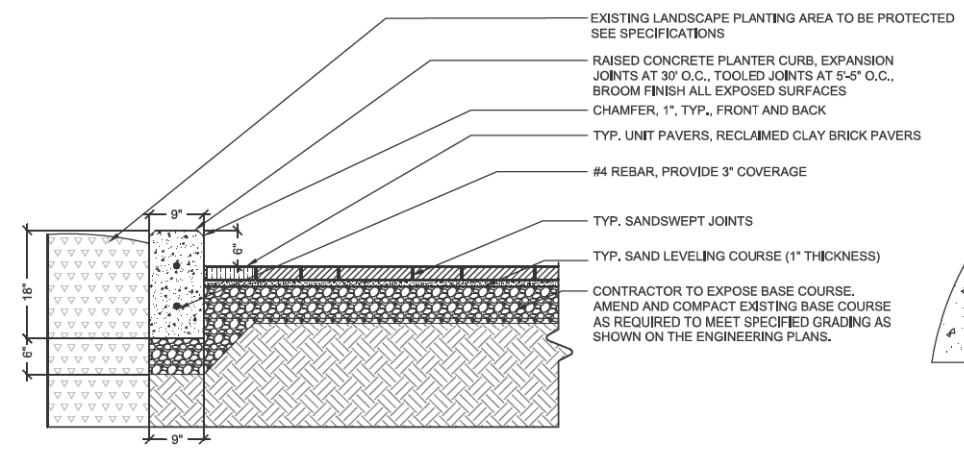 EXISTING LANDSCAPE PLANTING AREA TO BE PROTECTED
SEE SPECIFICATIONS
RAISED CONCRETE PLANTER CURB, EXPANSION
JOINTS AT 30' O.C., TOOLED JOINTS AT 5'-5" O.C.,
BROOM FINISH ALL EXPOSED SURFACES
CHAMFER, 1", TYP., FRONT AND BACK
TYP. UNIT PAVERS, RECLAIMED CLAY BRICK PAVERS
#4 REBAR, PROVIDE 3" COVERAGE
TYP. SANDSWEPT JOINTS
TYP. SAND LEVELING COURSE (1" THICKNESS)
CONTRACTOR TO EXPOSE BASE COURSE.
AMEND AND COMPACT EXISTING BASE COURSE
AS REQUIRED TO MEET SPECIFIED GRADING AS
SHOWN ON THE ENGINEERING PLANS.
9"
6"
18"
6"
9"